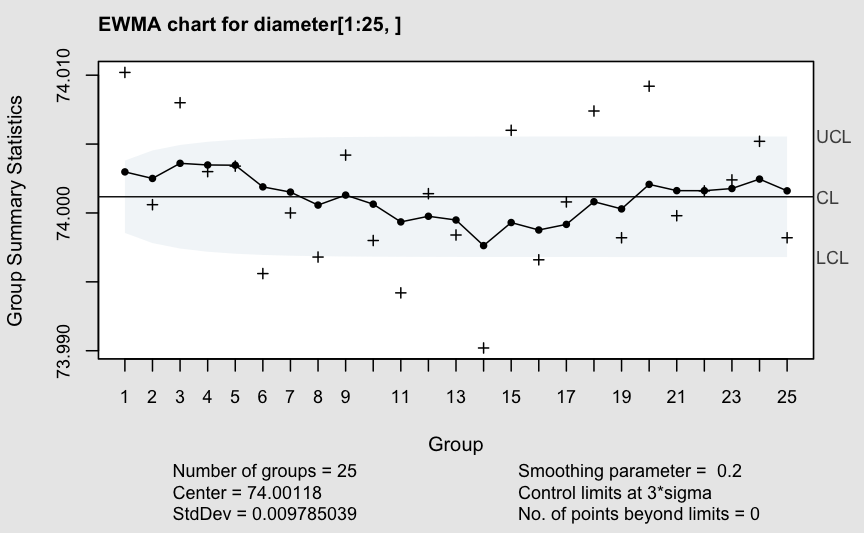 EWMA chart for diameter[1:25, ]
Group Summary Statistics
74.010
74.000
73.990
UCL
CL
LCL
1 2 3 4 5 6 7 8 9 11 13 15 17 19 21 23 25
Group
Number of groups = 25
Center = 74.00118
StdDev = 0.009785039
Smoothing parameter = 0.2
Control limits at 3*sigma
No. of points beyond limits = 0